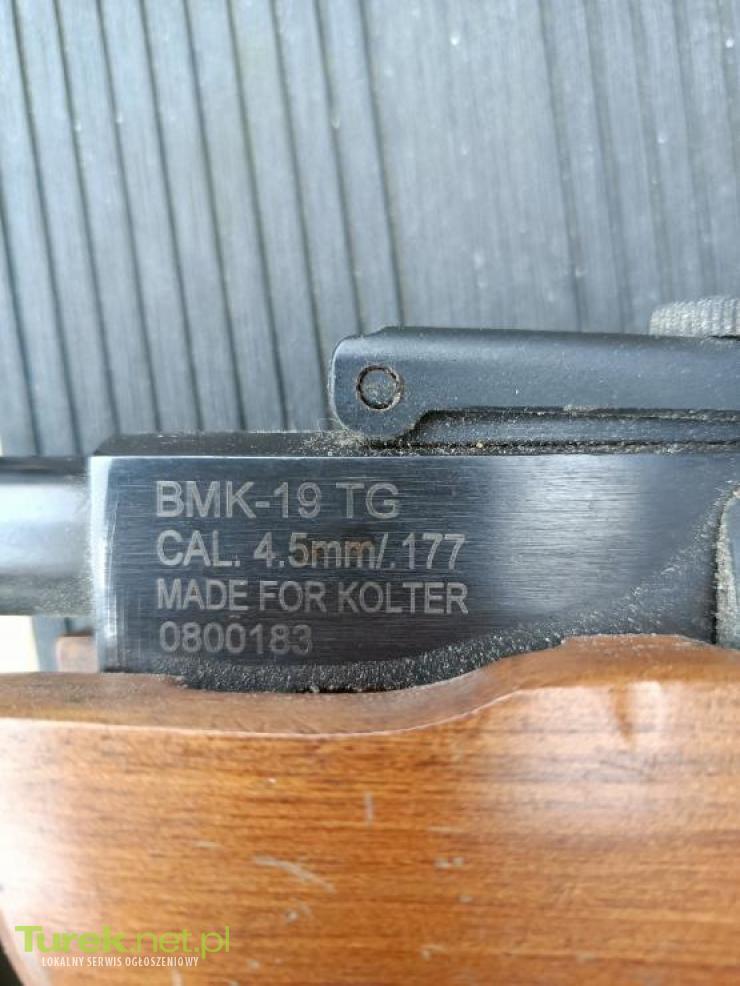 BMK-19 TG
CAL. 4.5mm/.177
MADE FOR KOLTER
0800183
Turek.net.pl
LOKALNY SERWIS OGŁOSZENIOWY